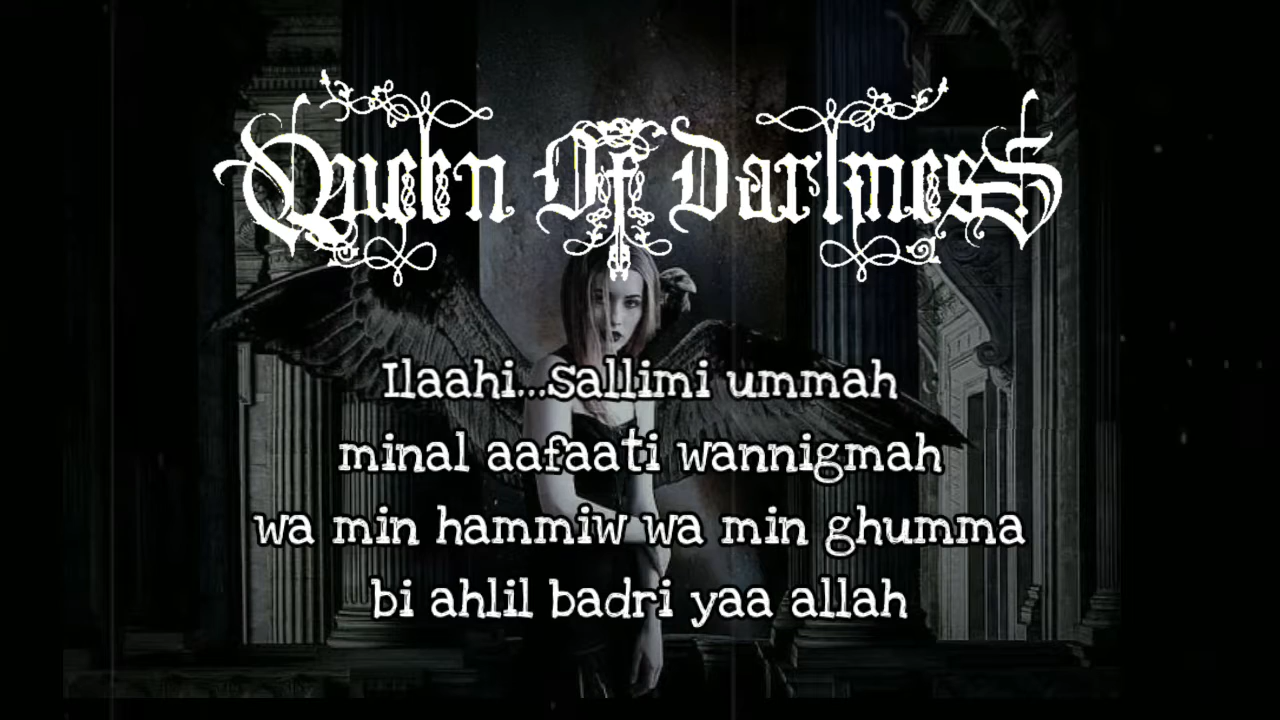 Queen Of Darkness
Ilaahi...Sallimi ummah
minal aafaati wannigmah
wa min hammiw wa min ghumma
bi ahlil badri yaa allah